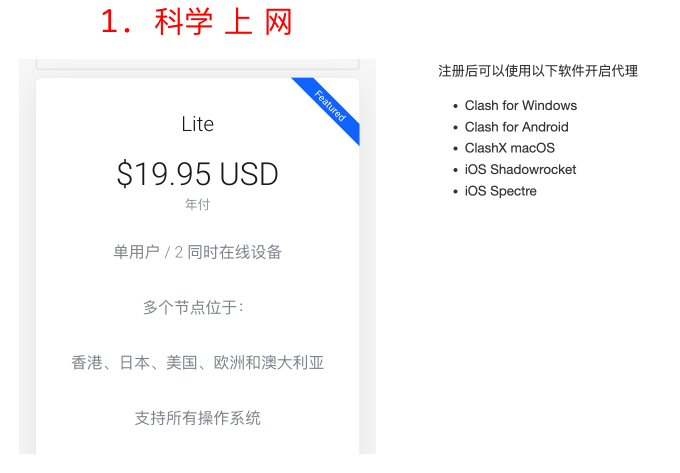 1. 科学 上 网
Featured
Lite
$19.95 USD
年付
单用户 / 2 同时在线设备
多个节点位于：
香港、日本、美国、欧洲和澳大利亚
支持所有操作系统
注册后可以使用以下软件开启代理
• Clash for Windows
• Clash for Android
• ClashX macOS
• iOS Shadowrocket
• iOS Spectre